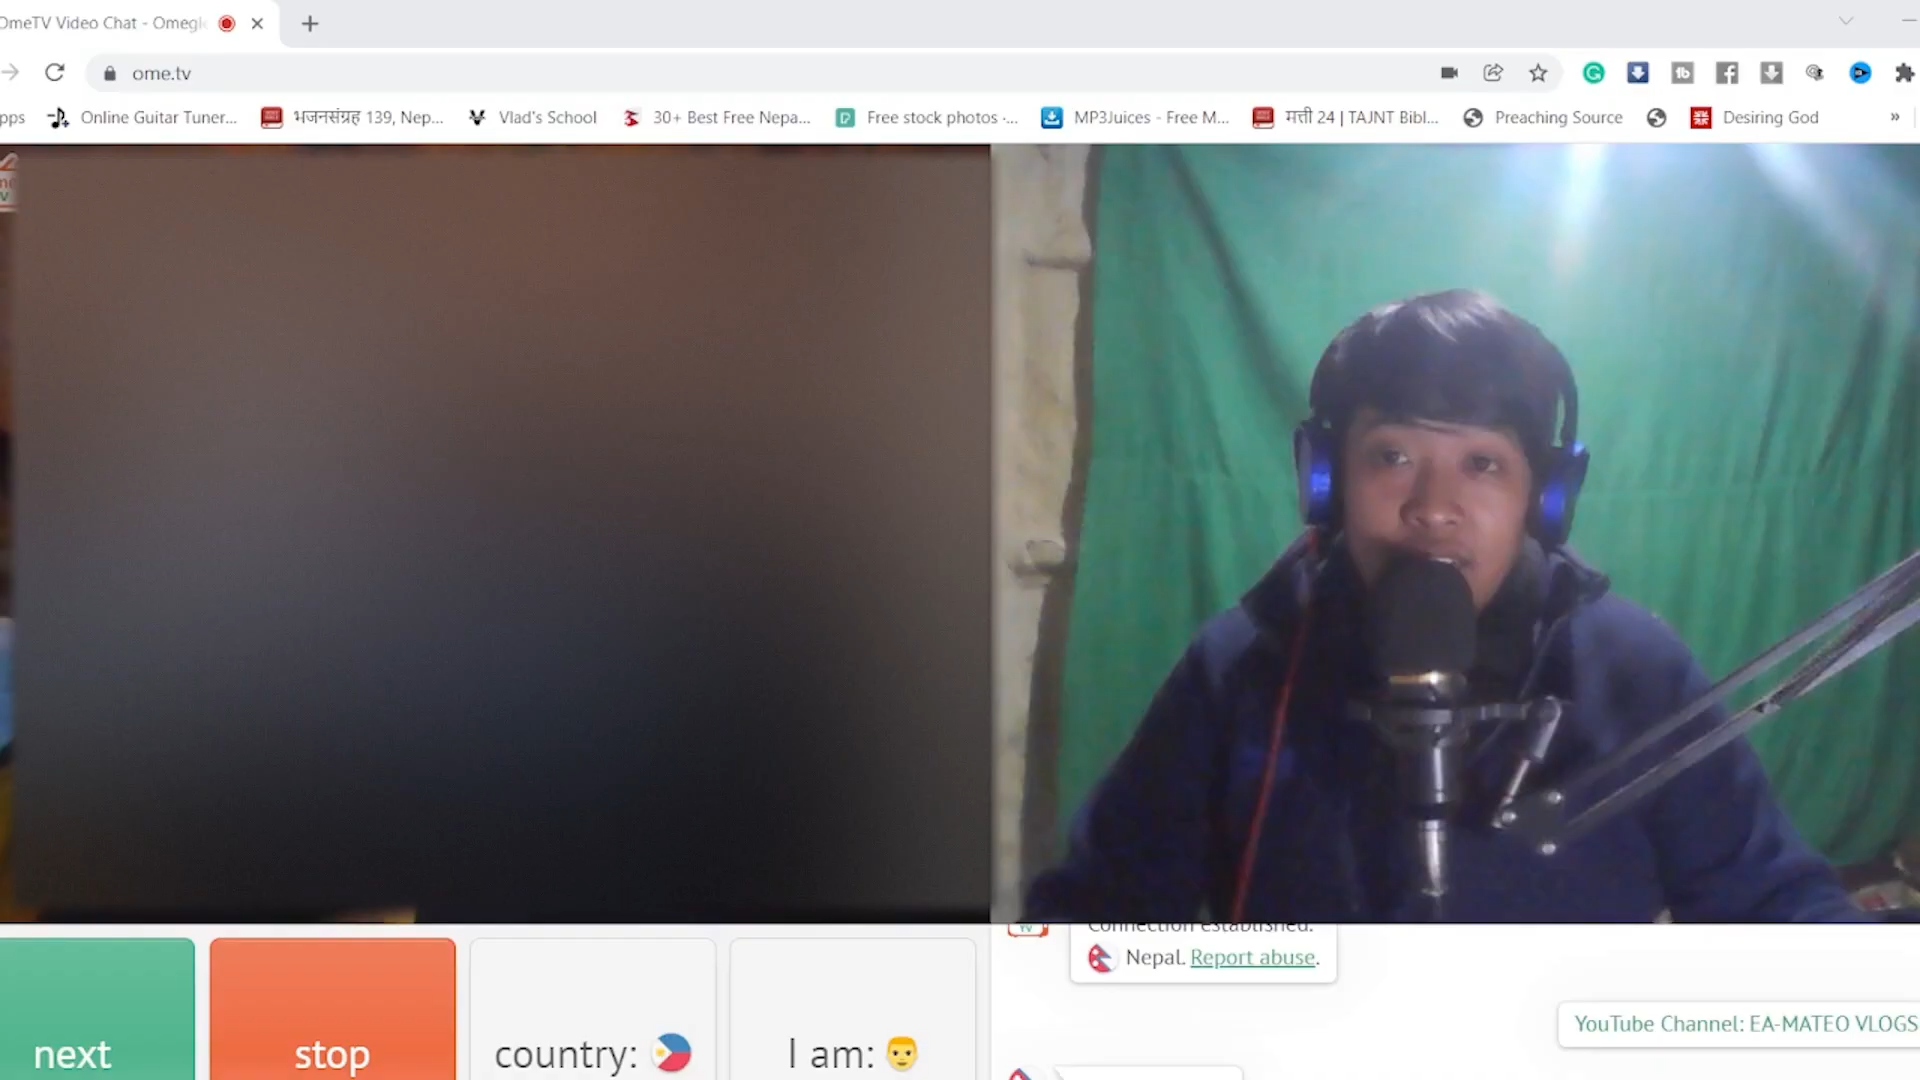 OmeTV Video Chat - Omegle
ome.tv
Online Guitar Tuner...
भजनसंग्रह 139, Nep...
Vlad's School
30+ Best Free Nepa...
Free stock photos ·...
MP3Juices - Free M...
मत्ती 24 | TAJNT Bibl...
Preaching Source
Desiring God
Connection established.
Nepal. Report abuse.
YouTube Channel: EA-MATEO VLOGS
next
stop
country:
I am: